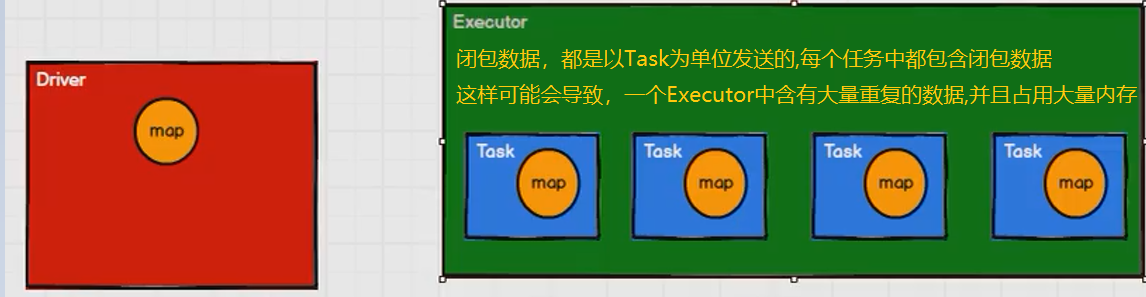 Driver
map
Executor
闭包数据，都是以Task为单位发送的,每个任务中都包含闭包数据
这样可能会导致，一个Executor中含有大量重复的数据,并且占用大量内存
Task
map
Task
map
Task
map
Task
map